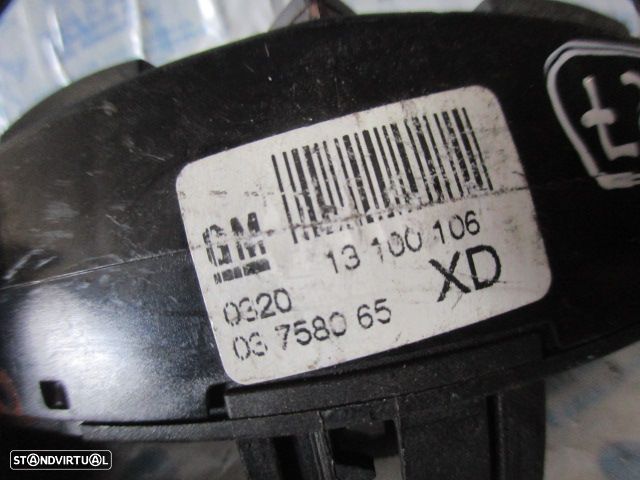 GM
13 100 106
XD
0320
03 7580 65
STANDVIRTUAL